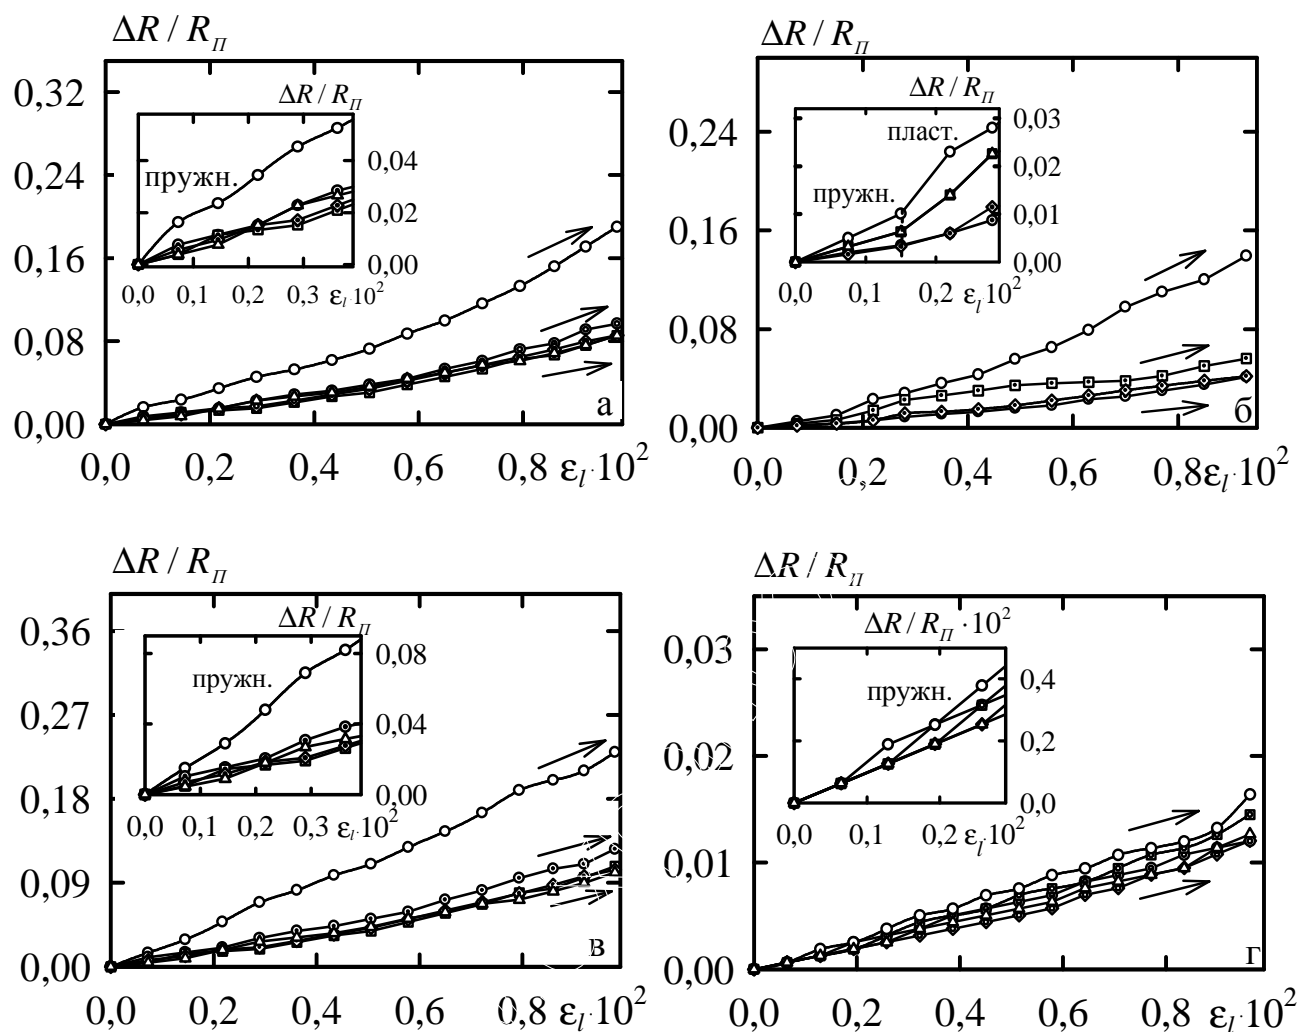 ΔR / R_П
0,32
0,24
0,16
0,08
0,00
0,0 0,2 0,4 0,6 0,8 ε_l·10²
ΔR / R_П
пружн.
0,04
0,02
0,00
0,0 0,1 0,2 0,3 ε_l·10²
а
ΔR / R_П
0,24
0,16
0,08
0,00
0,0 0,2 0,4 0,6 0,8 ε_l·10²
ΔR / R_П
пласт.
пружн.
0,03
0,02
0,01
0,00
0,0 0,1 0,2 ε_l·10²
б
ΔR / R_П
0,36
0,27
0,18
0,09
0,00
0,0 0,2 0,4 0,6 0,8 ε_l·10²
ΔR / R_П
пружн.
0,08
0,04
0,00
0,0 0,1 0,2 0,3 ε_l·10²
в
ΔR / R_П
0,03
0,02
0,01
0,00
0,0 0,2 0,4 0,6 0,8 ε_l·10²
ΔR / R_П·10²
пружн.
0,4
0,2
0,0
0,0 0,1 0,2 ε_l·10²
г